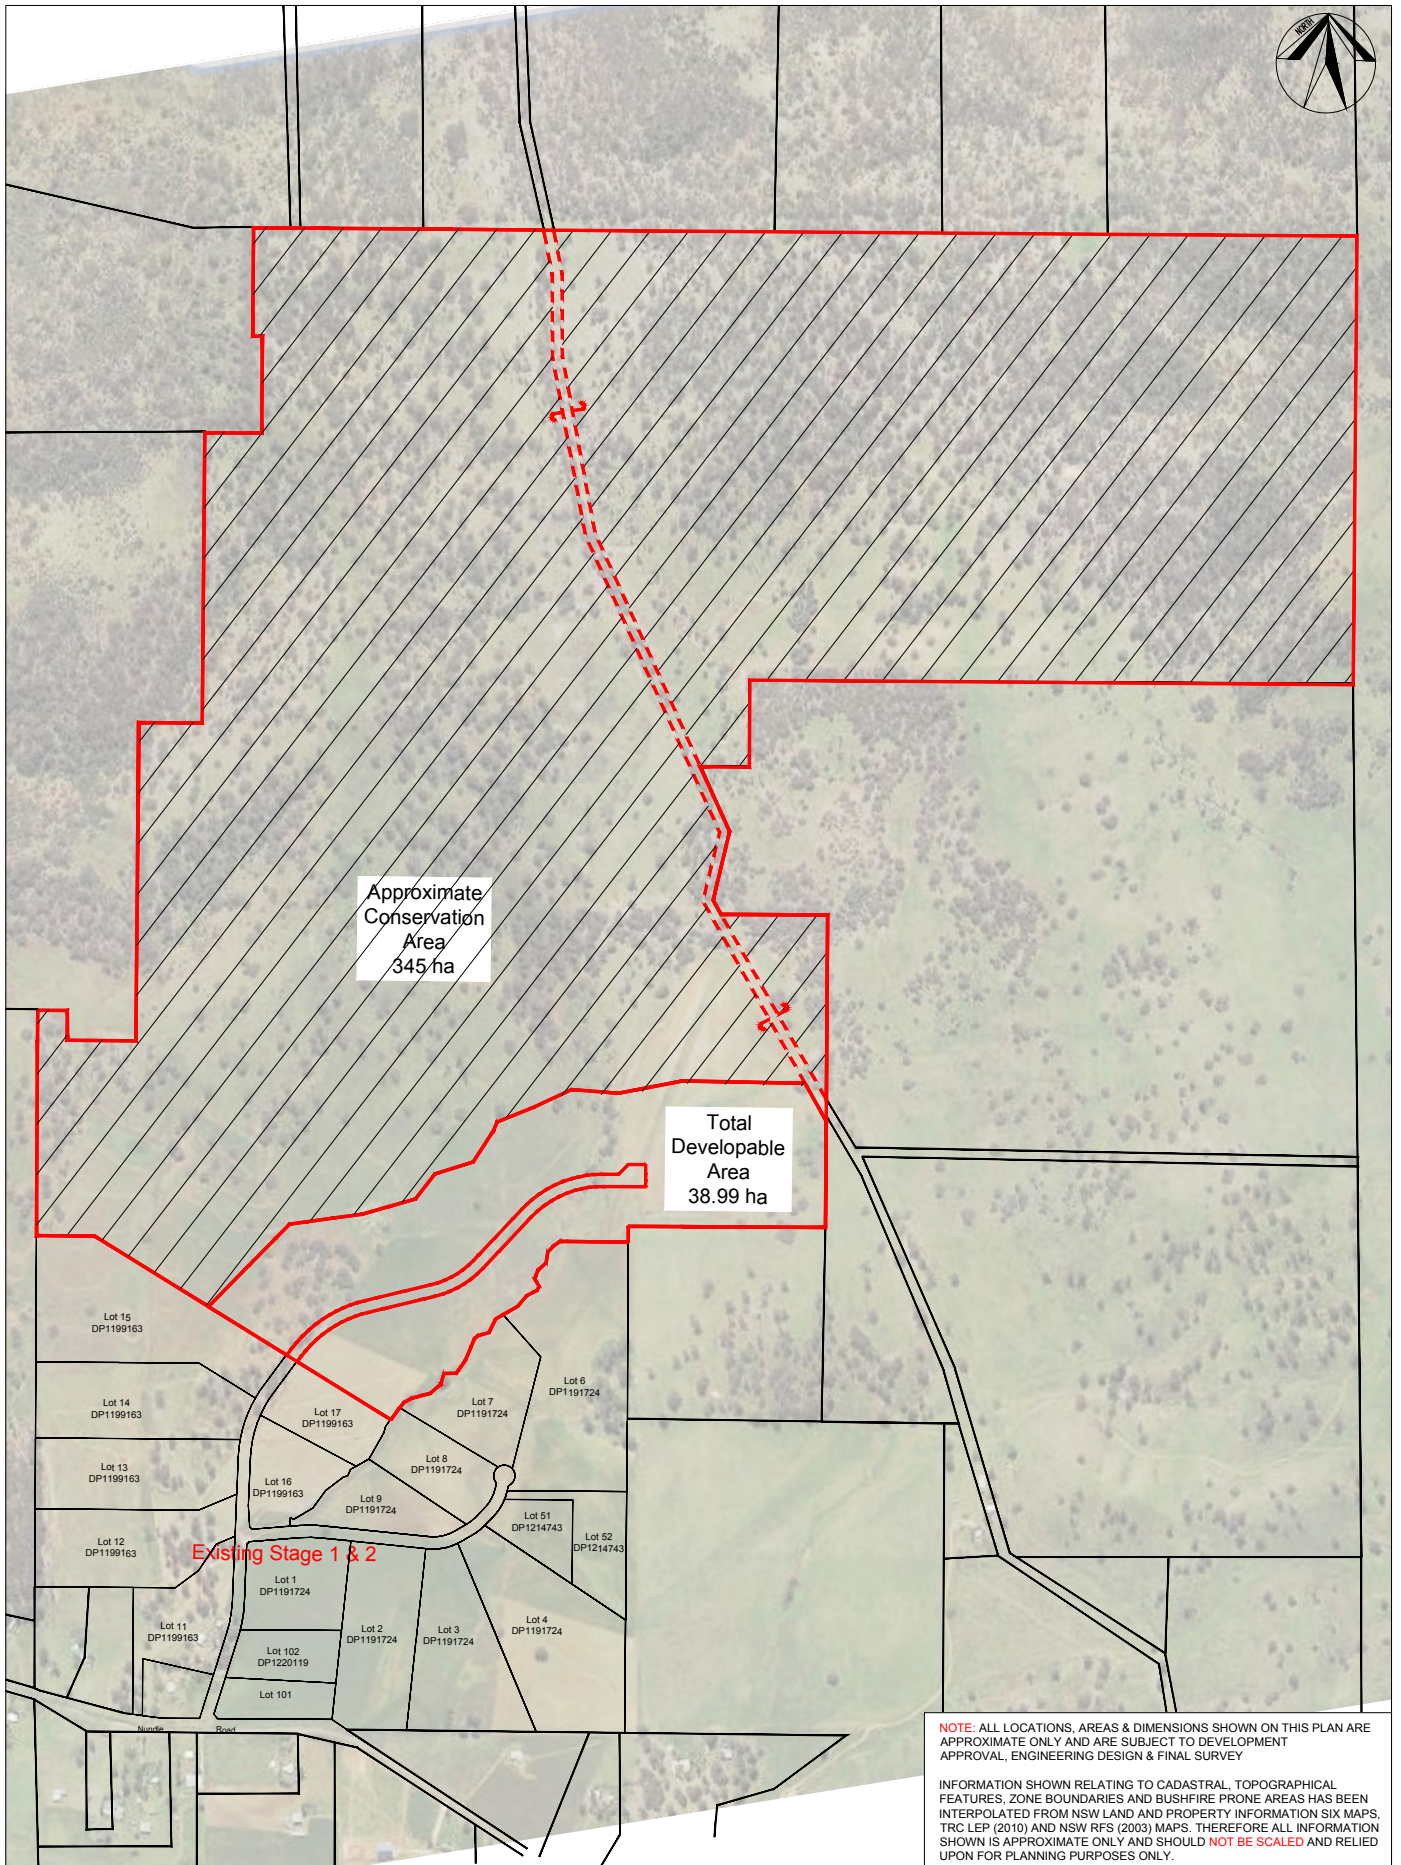 NORTH
Approximate
Conservation
Area
345 ha
Total
Developable
Area
38.99 ha
Lot 15
DP1199163
Lot 14
DP1199163
Lot 13
DP1199163
Lot 12
DP1199163
Lot 11
DP1199163
Lot 17
DP1199163
Lot 16
DP1199163
Lot 6
DP1191724
Lot 7
DP1191724
Lot 8
DP1191724
Lot 9
DP1191724
Lot 51
DP1214743
Lot 52
DP1214743
Existing Stage 1 & 2
Lot 1
DP1191724
Lot 2
DP1191724
Lot 3
DP1191724
Lot 4
DP1191724
Lot 102
DP1220119
Lot 101
Nundle Road
NOTE: ALL LOCATIONS, AREAS & DIMENSIONS SHOWN ON THIS PLAN ARE
APPROXIMATE ONLY AND ARE SUBJECT TO DEVELOPMENT
APPROVAL, ENGINEERING DESIGN & FINAL SURVEY
INFORMATION SHOWN RELATING TO CADASTRAL, TOPOGRAPHICAL
FEATURES, ZONE BOUNDARIES AND BUSHFIRE PRONE AREAS HAS BEEN
INTERPOLATED FROM NSW LAND AND PROPERTY INFORMATION SIX MAPS,
TRC LEP (2010) AND NSW RFS (2003) MAPS. THEREFORE ALL INFORMATION
SHOWN IS APPROXIMATE ONLY AND SHOULD NOT BE SCALED AND RELIED
UPON FOR PLANNING PURPOSES ONLY.